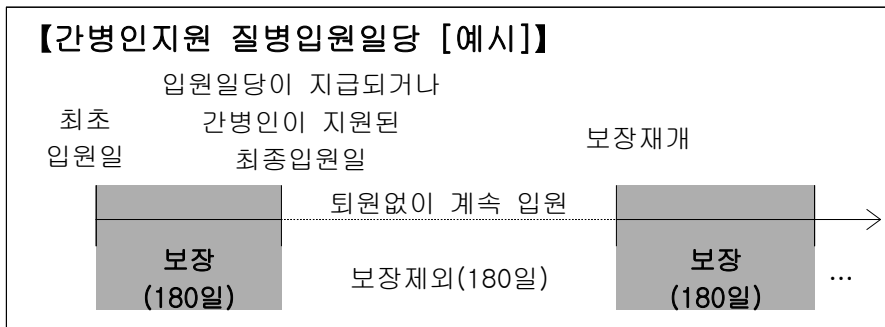 【간병인지원 질병입원일당 [예시]】
입원일당이 지급되거나
최초
간병인이 지원된
보장재개
입원일
최종입원일
퇴원없이 계속 입원
보장
(180일)
보장제외(180일)
보장
(180일)
...